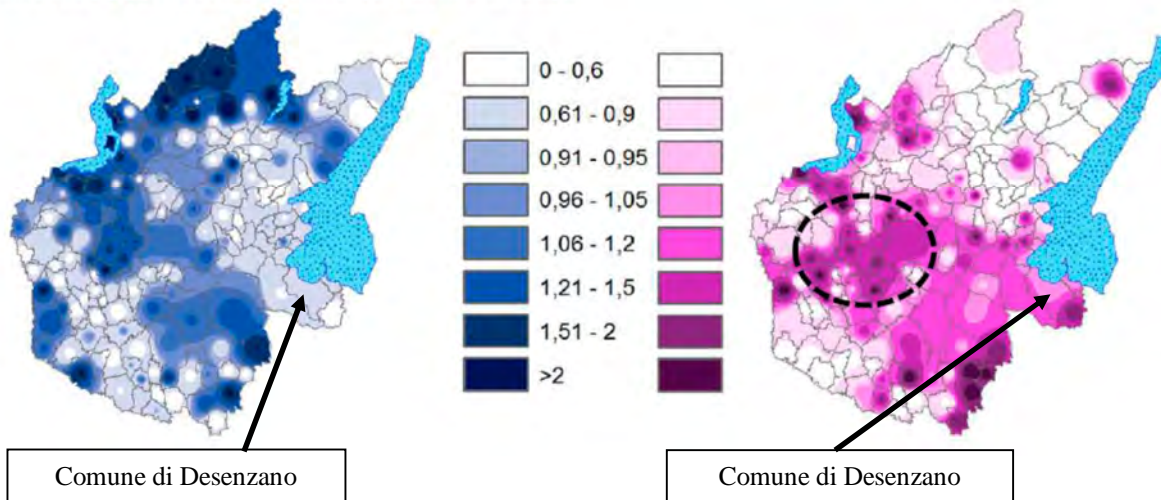 0 - 0,6
0,61 - 0,9
0,91 - 0,95
0,96 - 1,05
1,06 - 1,2
1,21 - 1,5
1,51 - 2
>2
Comune di Desenzano
Comune di Desenzano